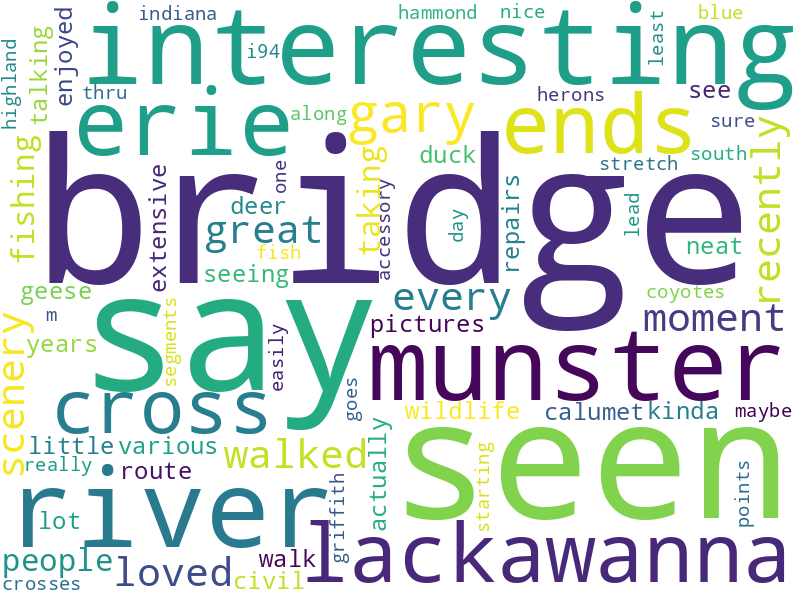 indiana
hammond
nice
blue
interesting
i94
least
highland
talking
enjoyed
thru
see
herons
erie
along
gary
ends
sure
recently
fishing
bridge
taking
duck
stretch
south
one
accessory
extensive
deer
great
fish
day
repairs
lead
neat
seeing
geese
m
say
segments
every
coyotes
moment
years
pictures
munster
easily
scenery
cross
goes
wildlife
calumet
kinda
maybe
little
various
walked
actually
seen
really
route
river
starting
points
lot
griffith
lackawanna
people
walk
crosses
loved
civil